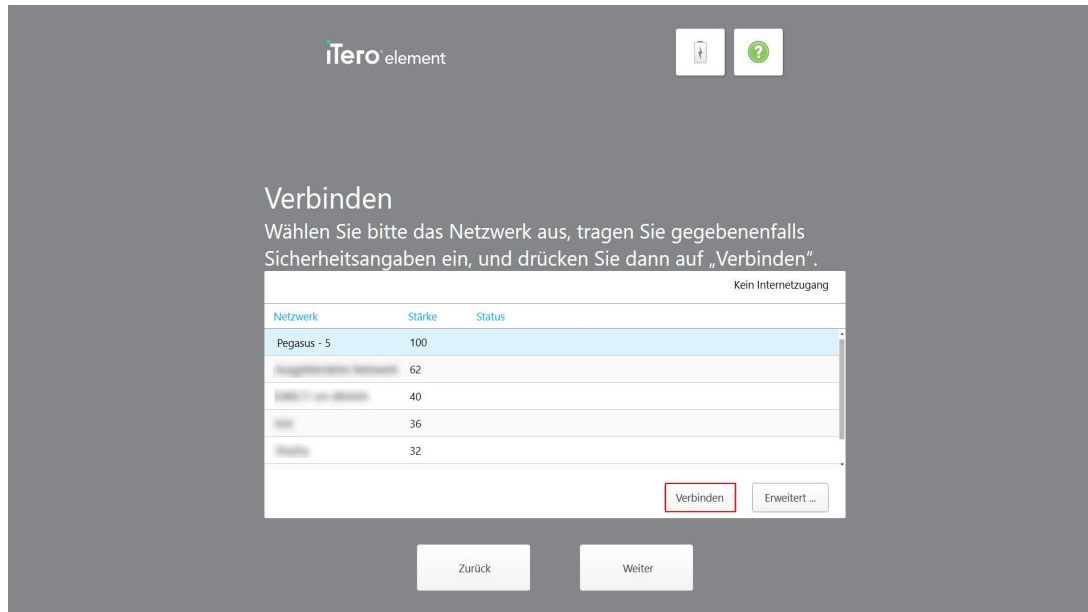 iTero element
Verbinden
Wählen Sie bitte das Netzwerk aus, tragen Sie gegebenenfalls
Sicherheitsangaben ein, und drücken Sie dann auf „Verbinden".
Kein Internetzugang
Netzwerk Stärke Status
Pegasus - 5 100
62
40
36
32
Verbinden Erweitert ...
Zurück Weiter